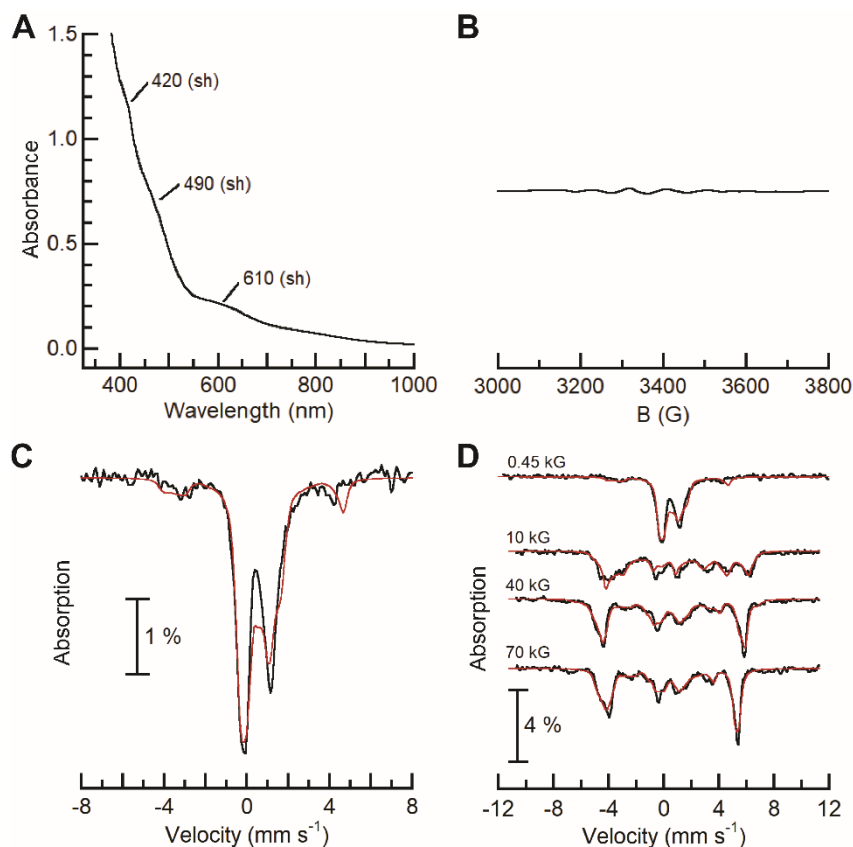 A
1.5
1.0
0.5
0.0
Absorbance
420 (sh)
490 (sh)
610 (sh)
400 600 800 1000
Wavelength (nm)
B
3000 3200 3400 3600 3800
B (G)
C
Absorption
1 %
-8 -4 0 4 8
Velocity (mm s⁻¹)
D
Absorption
0.45 kG
10 kG
40 kG
70 kG
4 %
-12 -8 -4 0 4 8 12
Velocity (mm s⁻¹)